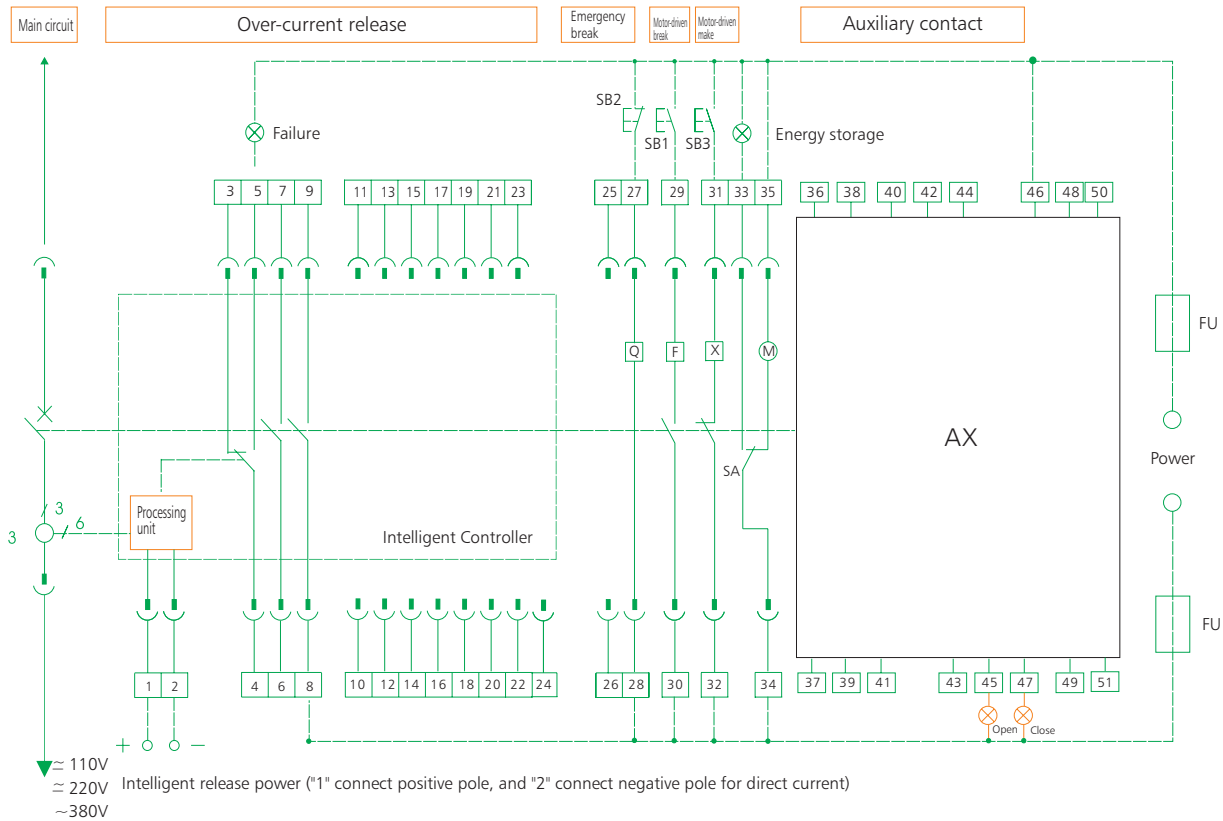 Main circuit
Over-current release
Emergency
break
Motor-driven
break
Motor-driven
make
Auxiliary contact
SB2
SB1
SB3
Failure
Energy storage
3 5 7 9 11 13 15 17 19 21 23 25 27 29 31 33 35 36 38 40 42 44 46 48 50
FU
Q F X M
AX
Power
SA
Processing
unit
3
6
3
Intelligent Controller
FU
1 2 4 6 8 10 12 14 16 18 20 22 24 26 28 30 32 34 37 39 41 43 45 47 49 51
Open
Close
+ −
≃ 110V
≃ 220V
~380V
Intelligent release power ("1" connect positive pole, and "2" connect negative pole for direct current)